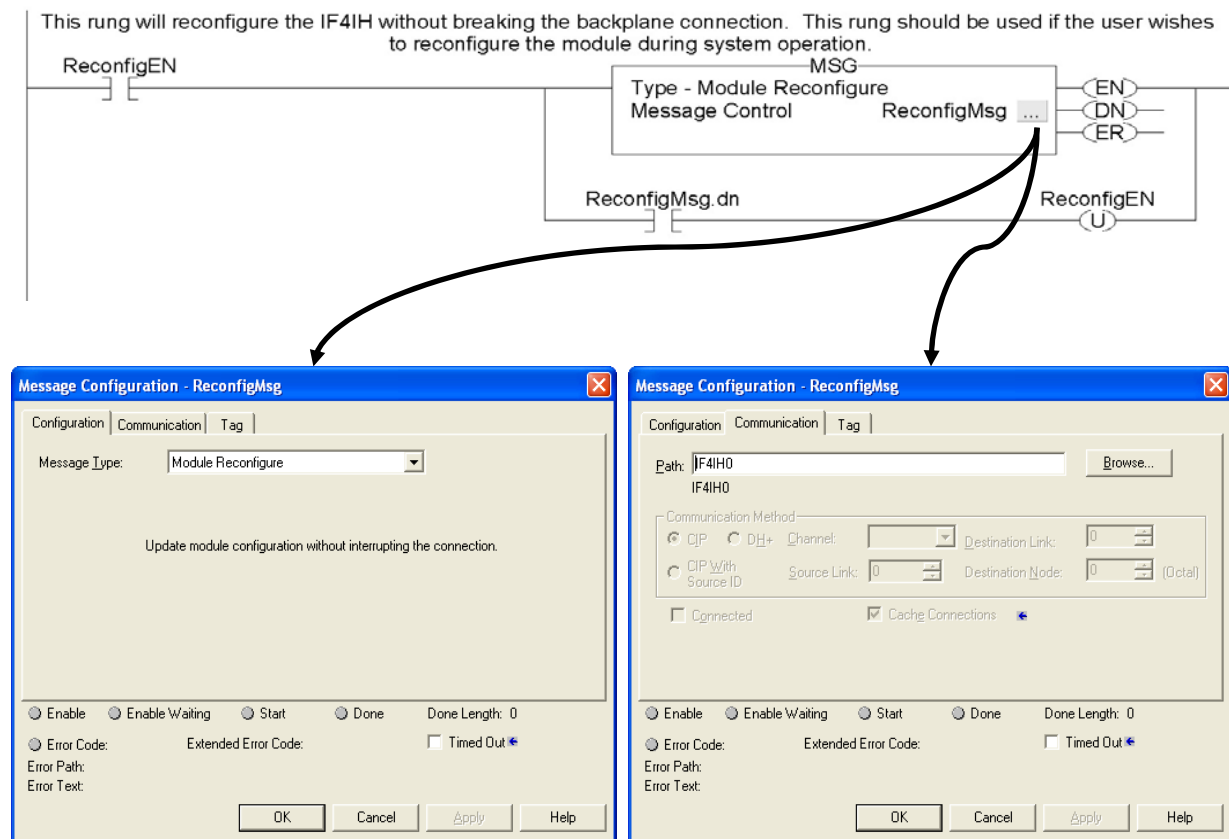 This rung will reconfigure the IF4IH without breaking the backplane connection. This rung should be used if the user wishes
to reconfigure the module during system operation.
ReconfigEN
MSG
Type - Module Reconfigure
Message Control ReconfigMsg ...
EN
DN
ER
ReconfigMsg.dn
ReconfigEN
U
Message Configuration - ReconfigMsg
Configuration Communication Tag
Message Type: Module Reconfigure
Update module configuration without interrupting the connection.
Enable Enable Waiting Start Done Done Length: 0
Error Code: Extended Error Code: Timed Out
Error Path:
Error Text:
OK Cancel Apply Help
Message Configuration - ReconfigMsg
Configuration Communication Tag
Path: IF4IH0 Browse...
IF4IH0
Communication Method
CIP DH+ Channel: Destination Link: 0
CIP With
Source ID Source Link: 0 Destination Node: 0 (Octal)
Connected Cache Connections
Enable Enable Waiting Start Done Done Length: 0
Error Code: Extended Error Code: Timed Out
Error Path:
Error Text:
OK Cancel Apply Help